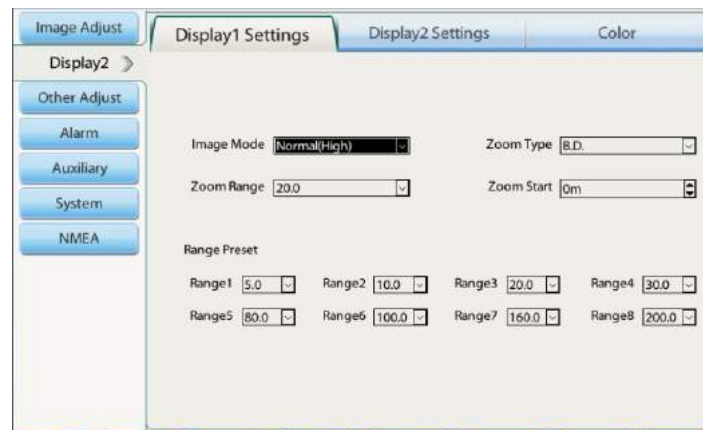 Image Adjust
Display2
Other Adjust
Alarm
Auxiliary
System
NMEA
Display1 Settings Display2 Settings Color
Image Mode Normal(High) Zoom Type B.D.
Zoom Range 20.0 Zoom Start 0m
Range Preset
Range1 5.0 Range2 10.0 Range3 20.0 Range4 30.0
Range5 80.0 Range6 100.0 Range7 160.0 Range8 200.0